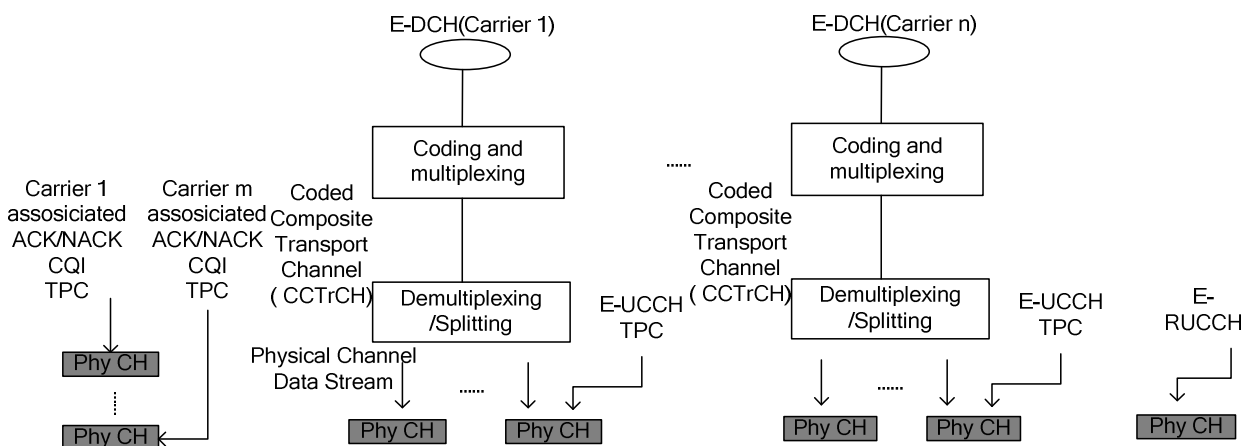 E-DCH(Carrier 1)
E-DCH(Carrier n)
Coding and
multiplexing
......
Coding and
multiplexing
Carrier 1
assosiciated
ACK/NACK
CQI
TPC
Carrier m
assosiciated
ACK/NACK
CQI
TPC
Coded
Composite
Transport
Channel
( CCTrCH)
Coded
Composite
Transport
Channel
( CCTrCH)
Demultiplexing
/Splitting
E-UCCH
TPC
Demultiplexing
/Splitting
E-UCCH
TPC
E-
RUCCH
Physical Channel
Data Stream
......
......
Phy CH
......
Phy CH
Phy CH
Phy CH
Phy CH
Phy CH
Phy CH